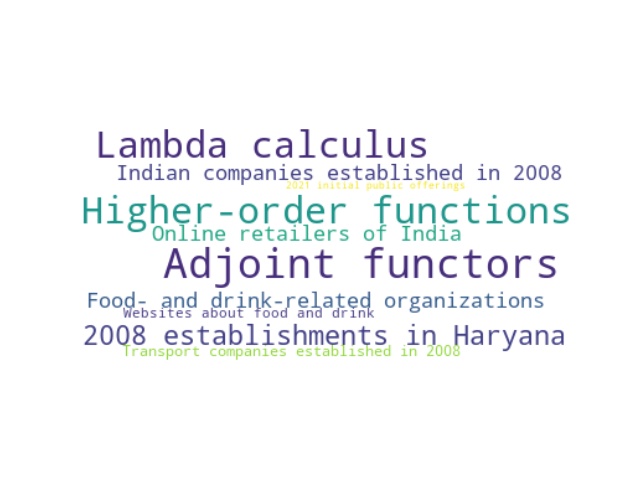 Lambda calculus
Indian companies established in 2008
2021 initial public offerings
Higher-order functions
Online retailers of India
Adjoint functors
Food- and drink-related organizations
Websites about food and drink
2008 establishments in Haryana
Transport companies established in 2008